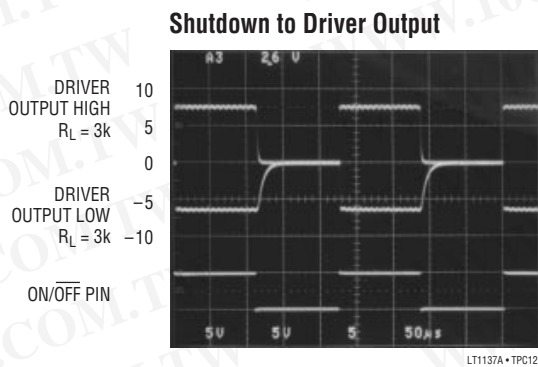 Shutdown to Driver Output
A3 2.6 V
DRIVER
OUTPUT HIGH
RL = 3k
10
5
0
DRIVER
OUTPUT LOW
RL = 3k
–5
–10
ON/OFF PIN
5V 5V 5 50µs
LT1137A • TPC12